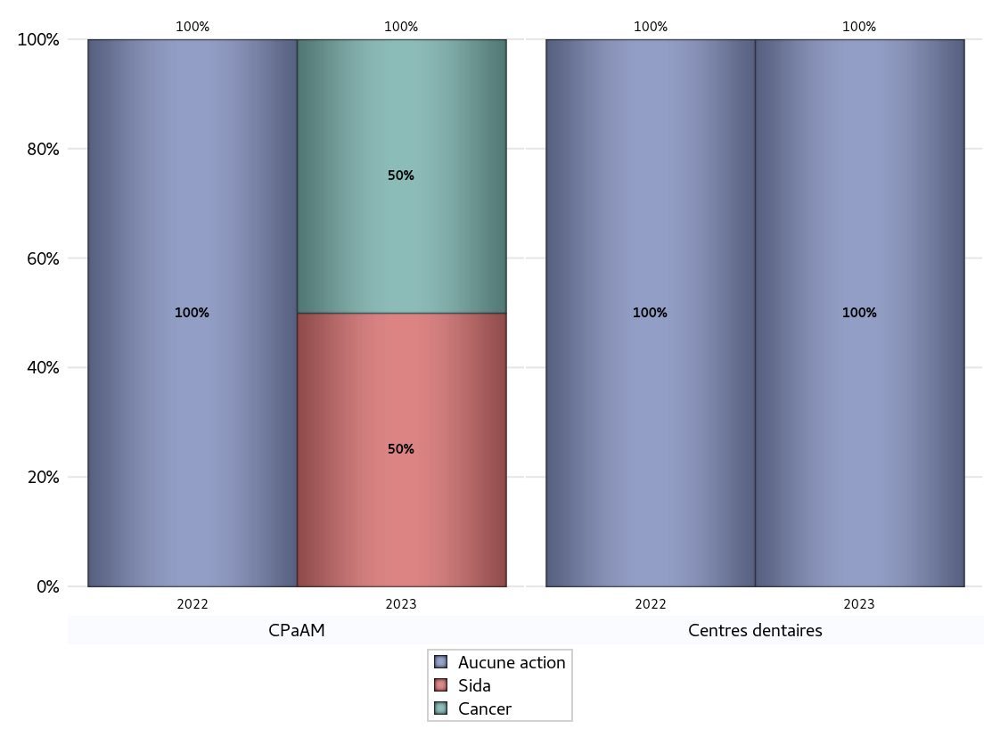 100% 100% 100% 100%
100%
80%
60%
40%
20%
0%
50%
100% 100% 100%
50%
2022 2023 2022 2023
CPaAM Centres dentaires
Aucune action
Sida
Cancer